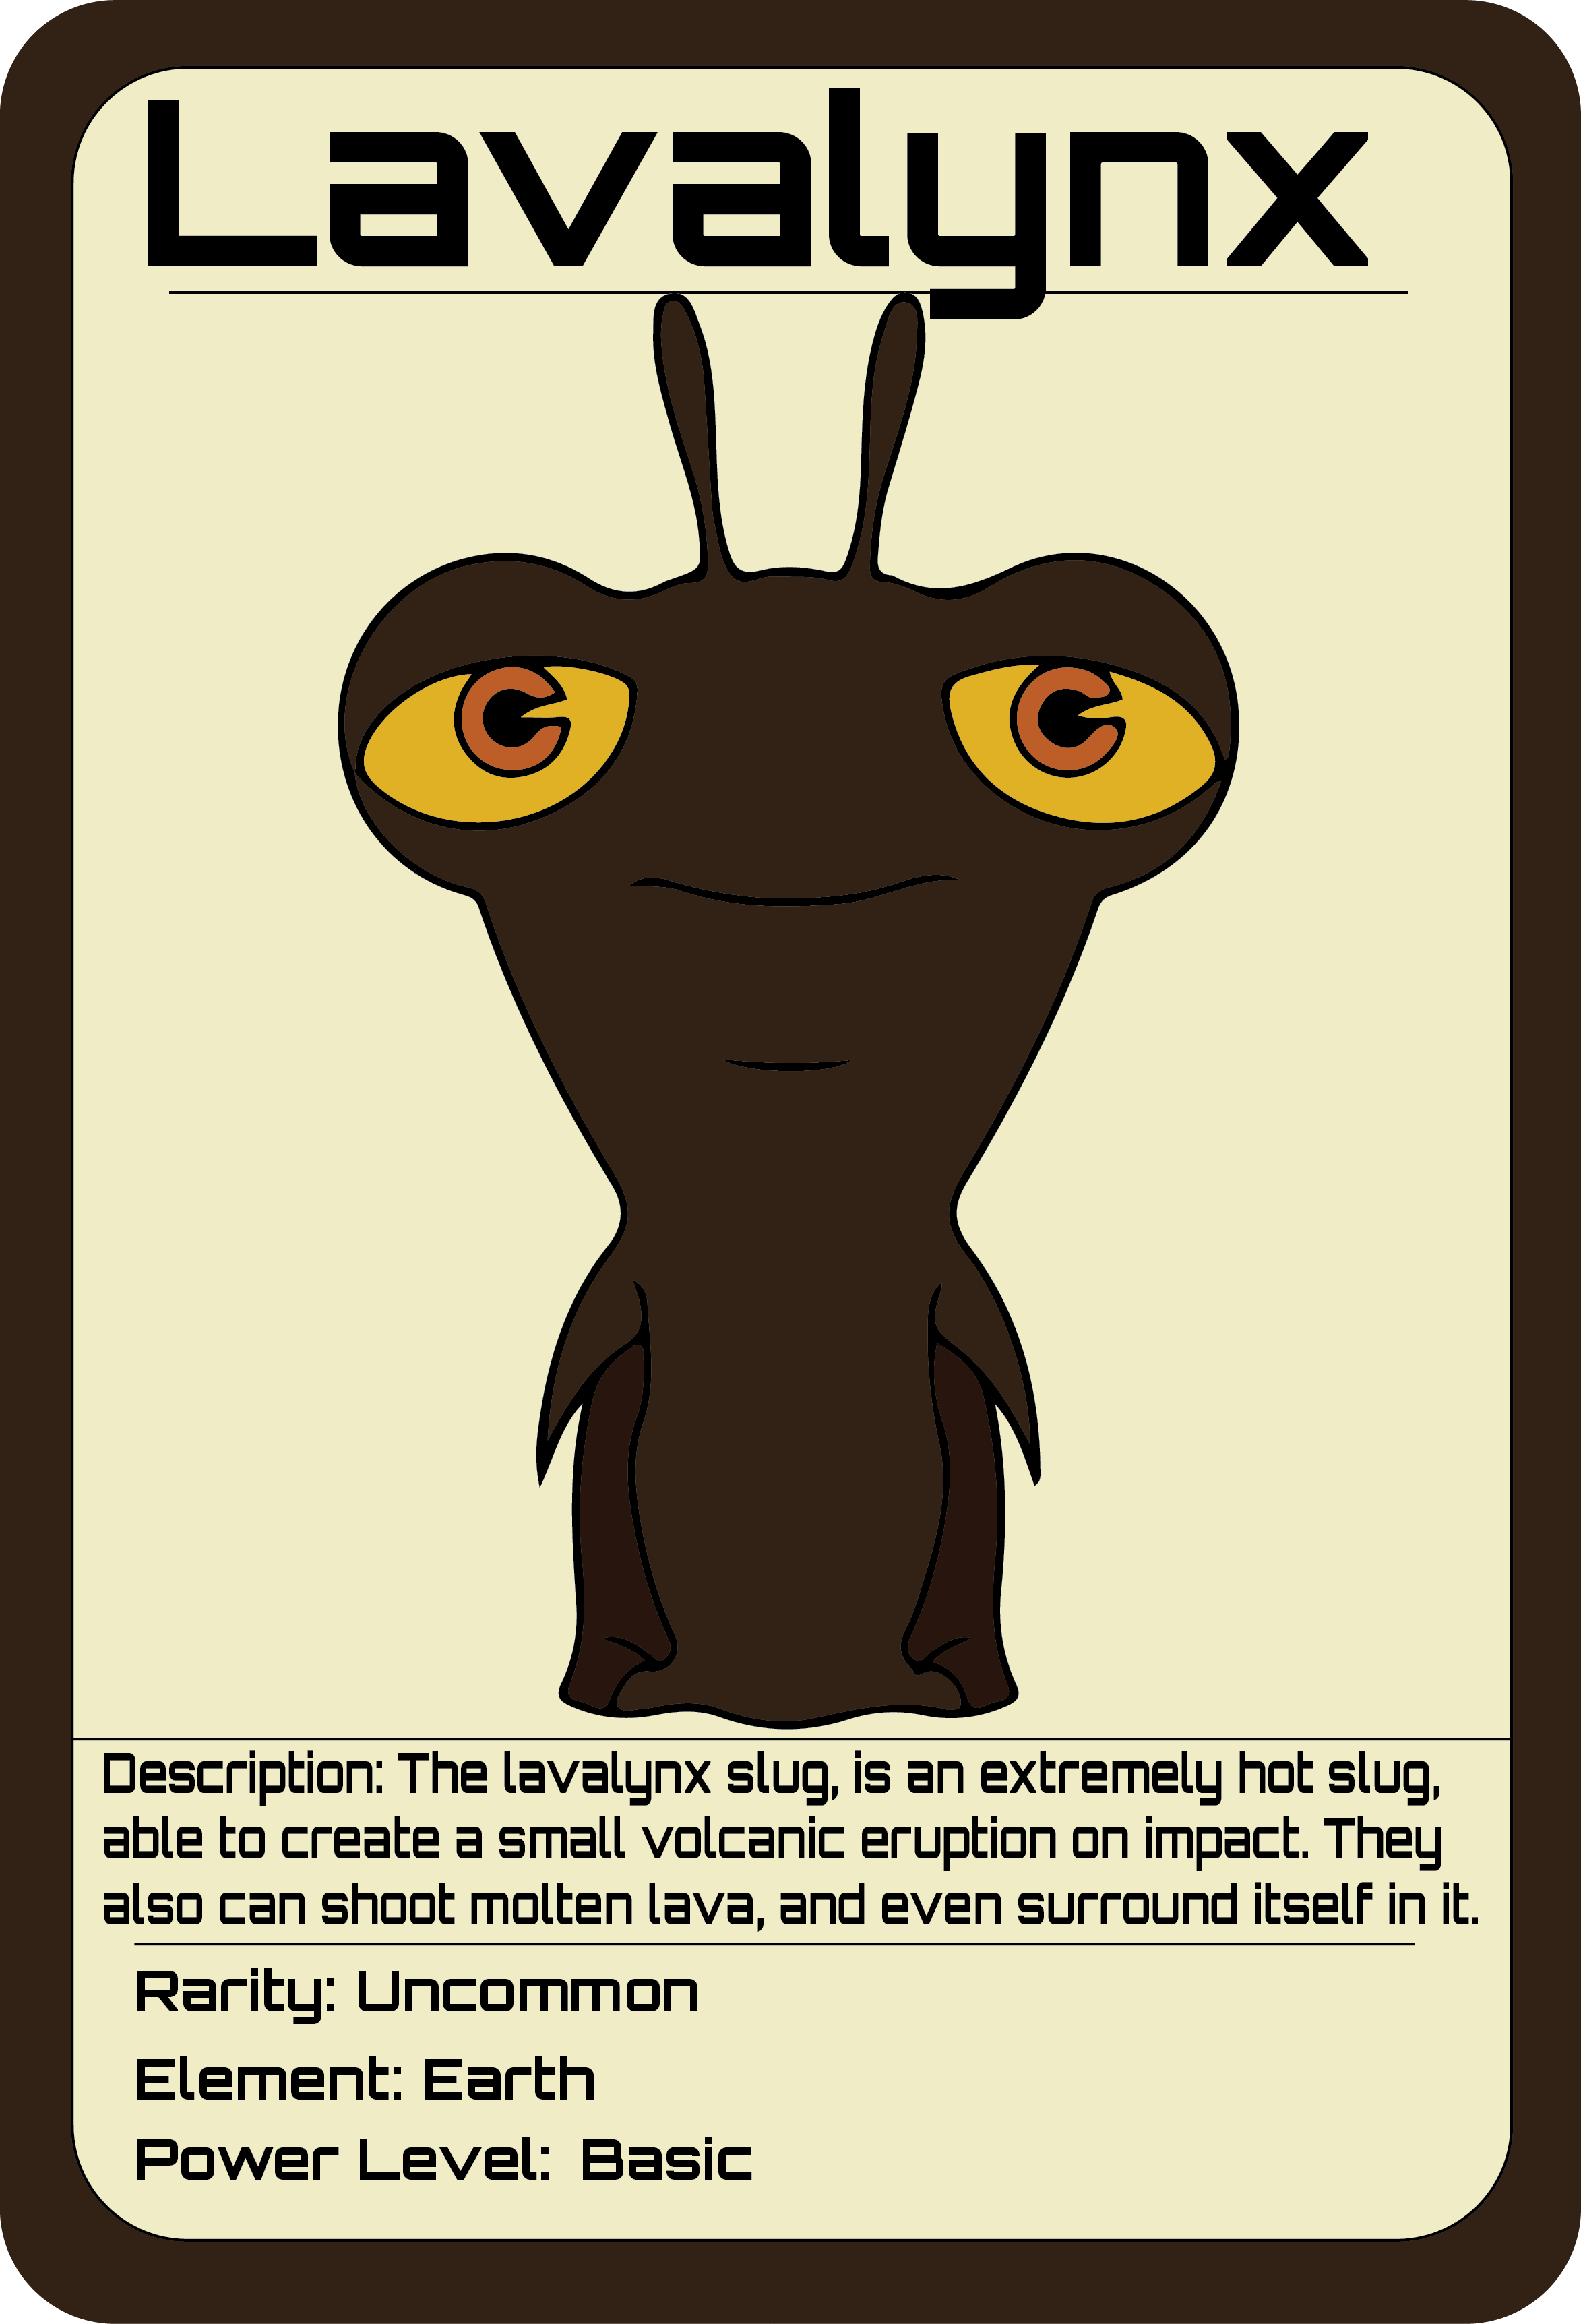 Lavalynx
Description: The lavalynx slug, is an extremely hot slug,
able to create a small volcanic eruption on impact. They
also can shoot molten lava, and even surround itself in it.
Rarity: Uncommon
Element: Earth
Power Level: Basic